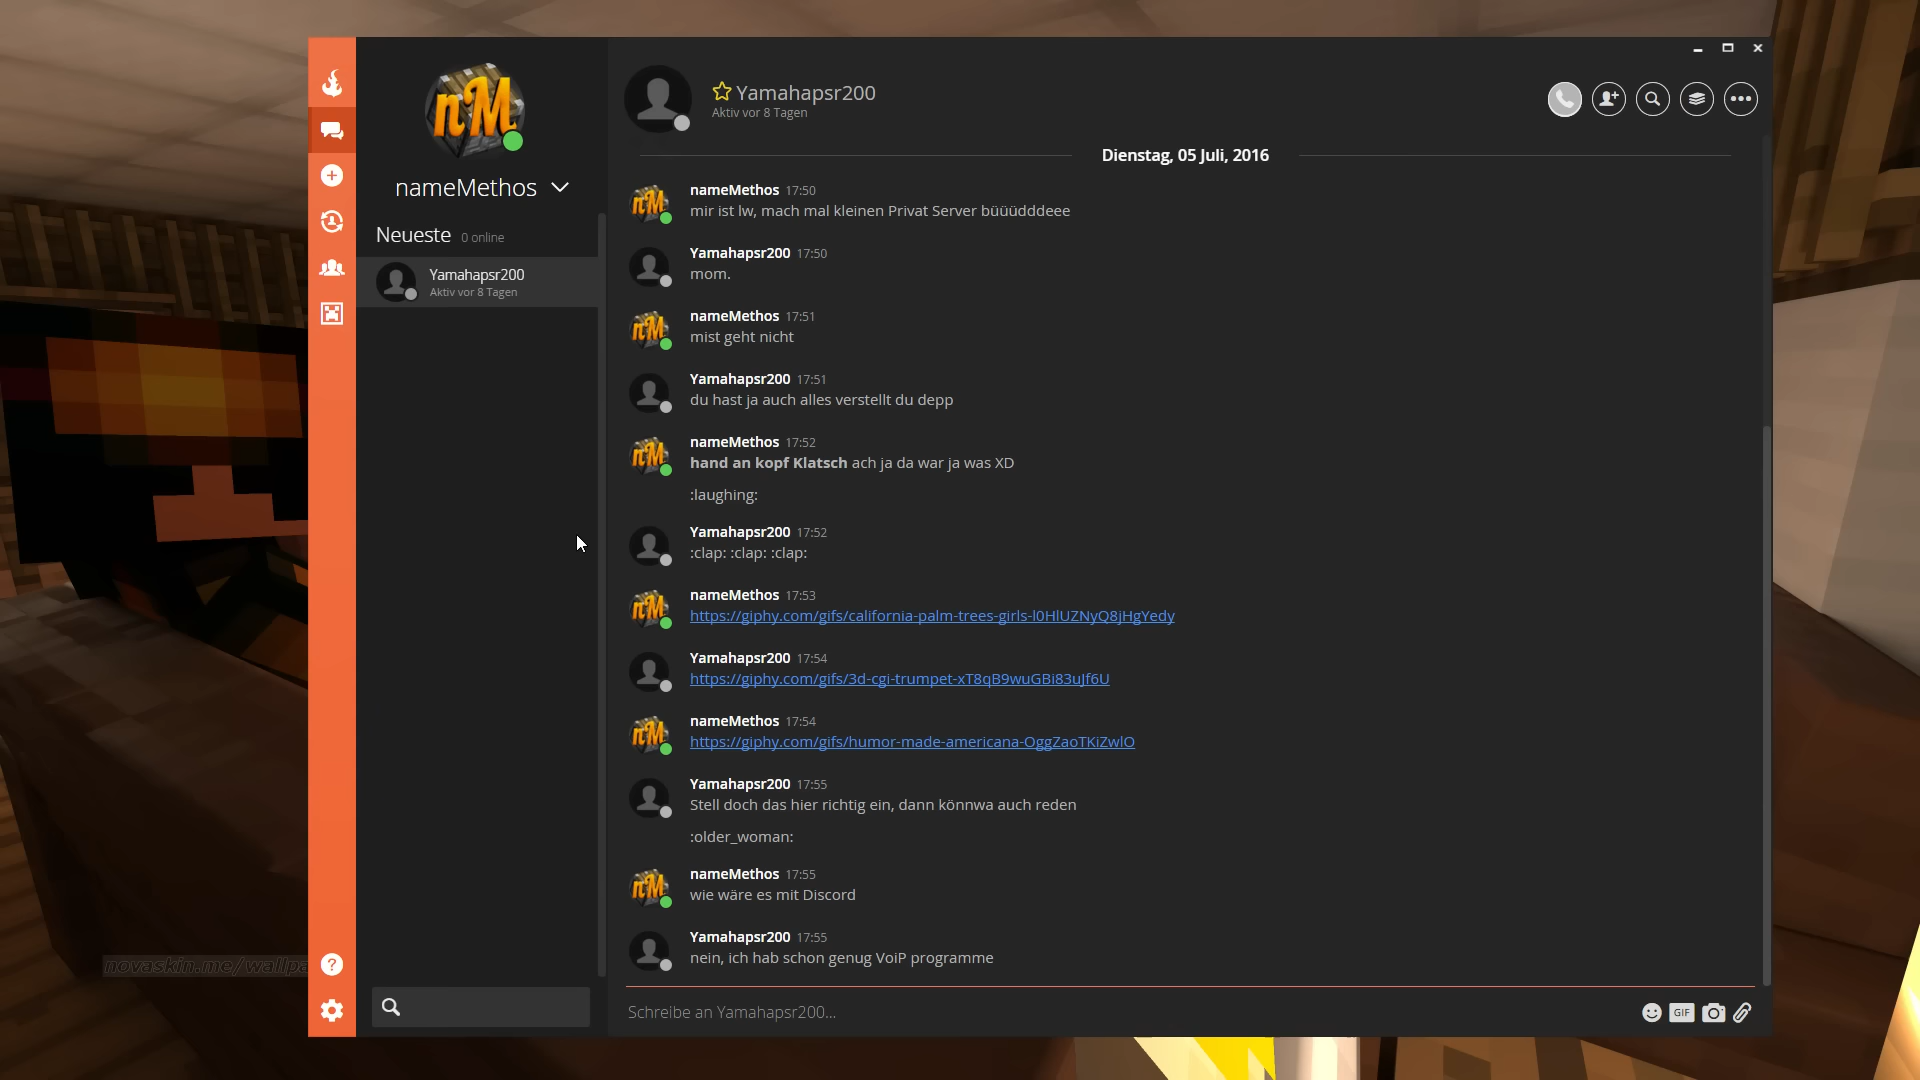 nM
nameMethos
Neueste 0 online
Yamahapsr200
Aktiv vor 8 Tagen
Yamahapsr200
Aktiv vor 8 Tagen
Dienstag, 05 Juli, 2016
nameMethos 17:50
mir ist lw, mach mal kleinen Privat Server büüüdddeee
Yamahapsr200 17:50
mom.
nameMethos 17:51
mist geht nicht
Yamahapsr200 17:51
du hast ja auch alles verstellt du depp
nameMethos 17:52
hand an kopf Klatsch ach ja da war ja was XD
:laughing:
Yamahapsr200 17:52
:clap: :clap: :clap:
nameMethos 17:53
https://giphy.com/gifs/california-palm-trees-girls-l0HlUZNyQ8jHgYedy
Yamahapsr200 17:54
https://giphy.com/gifs/3d-cgi-trumpet-xT8qB9wuGBi83uJf6U
nameMethos 17:54
https://giphy.com/gifs/humor-made-americana-OggZaoTKiZwlO
Yamahapsr200 17:55
Stell doch das hier richtig ein, dann könnwa auch reden
:older_woman:
nameMethos 17:55
wie wäre es mit Discord
Yamahapsr200 17:55
nein, ich hab schon genug VoiP programme
Schreibe an Yamahapsr200...
GIF
novaskin.me/wallpa